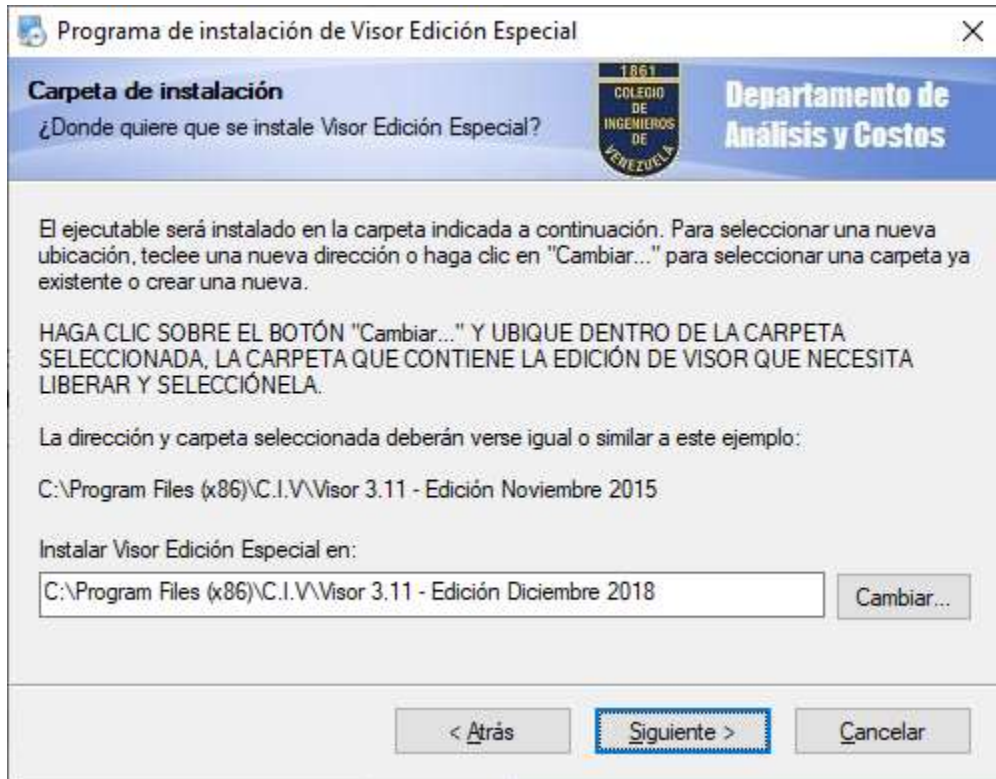 Programa de instalación de Visor Edición Especial
Carpeta de instalación
¿Donde quiere que se instale Visor Edición Especial?
1861
COLEGIO
DE
INGENIEROS
DE
VENEZUELA
Departamento de
Análisis y Costos
El ejecutable será instalado en la carpeta indicada a continuación. Para seleccionar una nueva
ubicación, teclee una nueva dirección o haga clic en "Cambiar..." para seleccionar una carpeta ya
existente o crear una nueva.
HAGA CLIC SOBRE EL BOTÓN "Cambiar..." Y UBIQUE DENTRO DE LA CARPETA
SELECCIONADA, LA CARPETA QUE CONTIENE LA EDICIÓN DE VISOR QUE NECESITA
LIBERAR Y SELECCIÓNELA.
La dirección y carpeta seleccionada deberán verse igual o similar a este ejemplo:
C:\Program Files (x86)\C.I.V\Visor 3.11 - Edición Noviembre 2015
Instalar Visor Edición Especial en:
C:\Program Files (x86)\C.I.V\Visor 3.11 - Edición Diciembre 2018
Cambiar...
< Atrás
Siguiente >
Cancelar